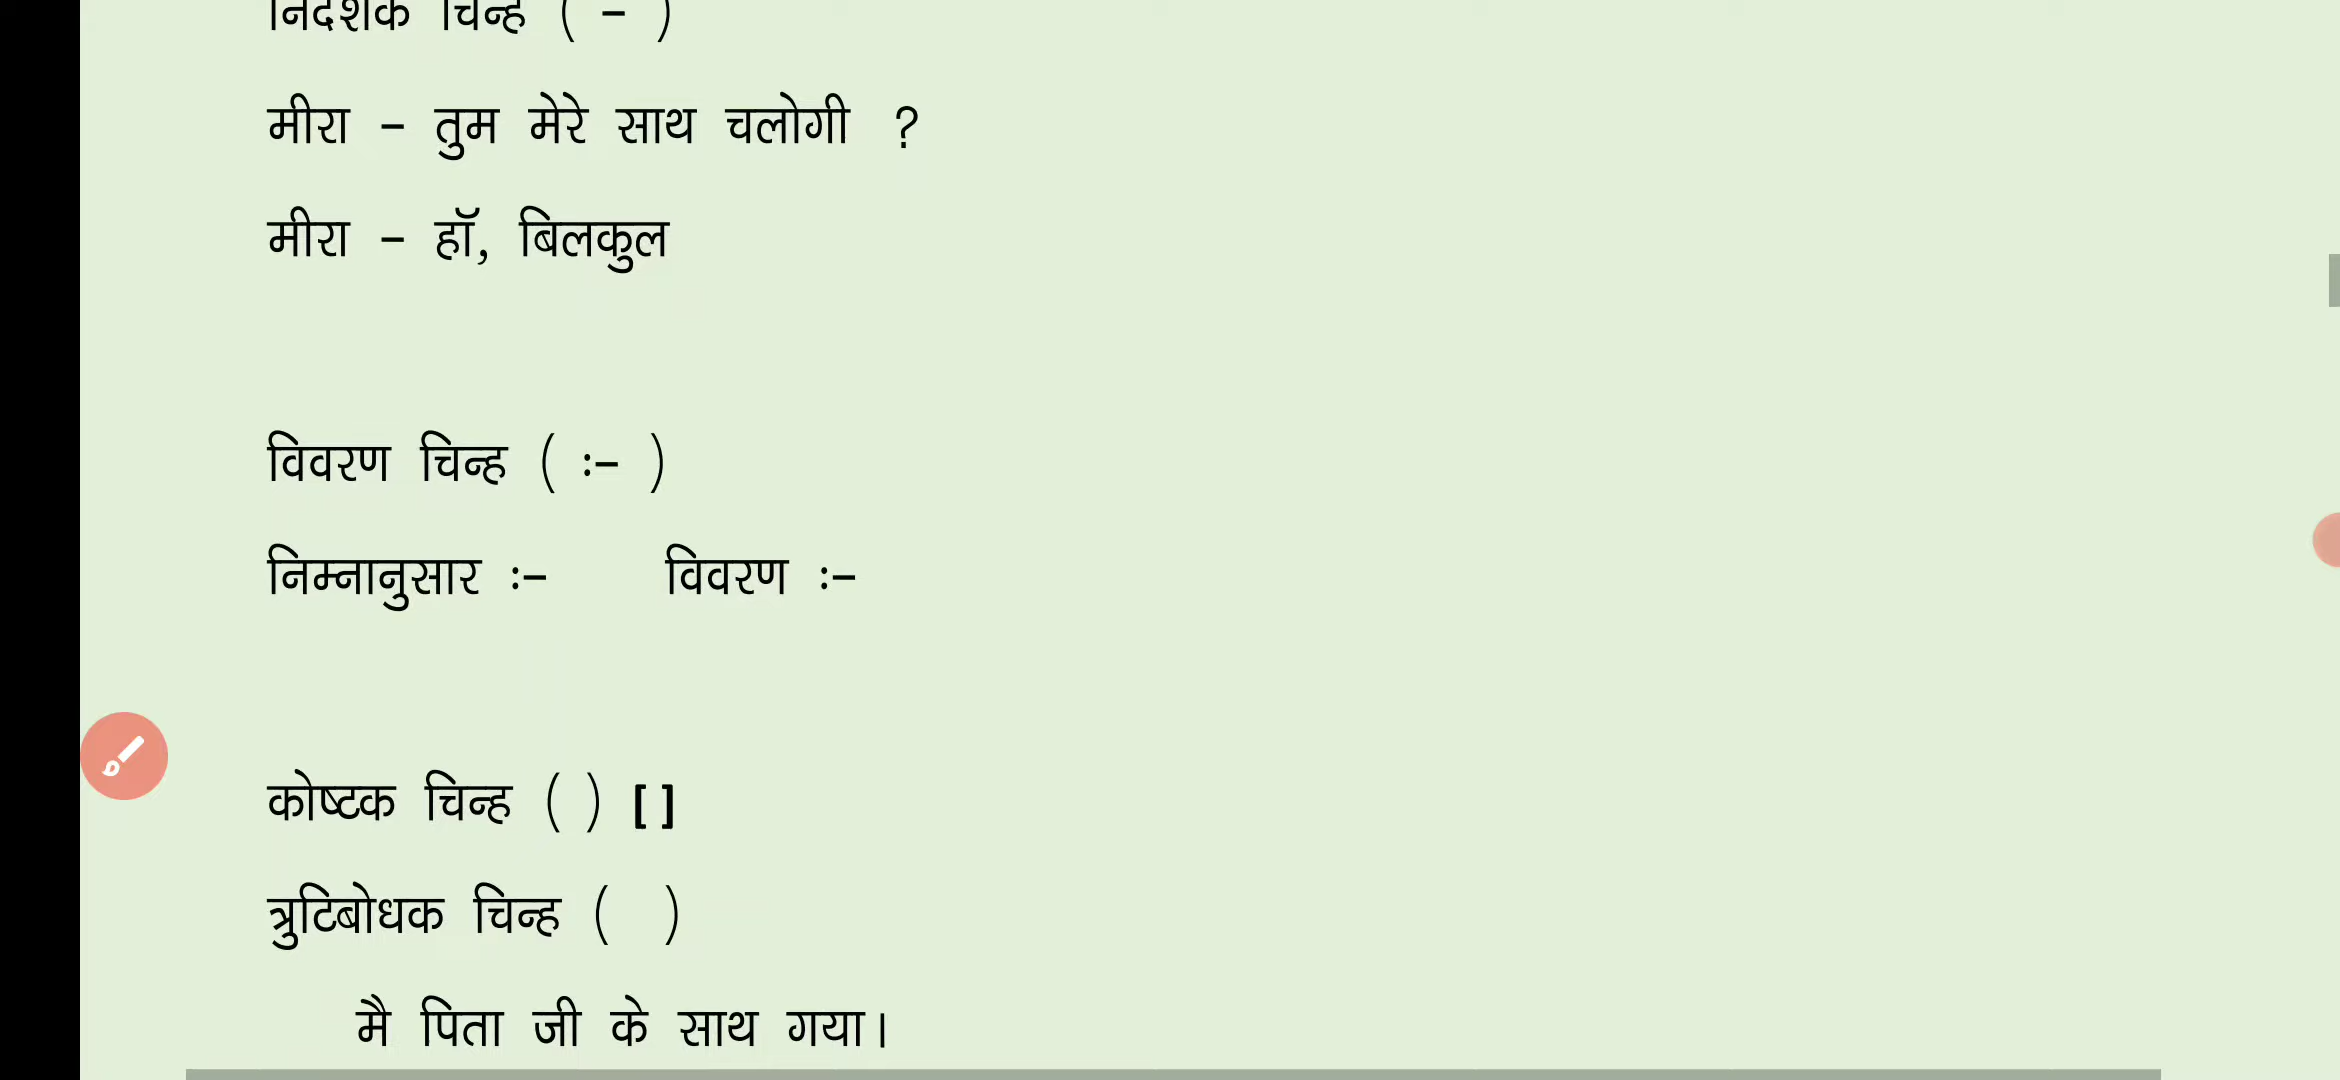 निर्देशक चिन्ह ( - )
मीरा - तुम मेरे साथ चलोगी ?
मीरा - हॉ, बिलकुल
विवरण चिन्ह ( :- )
निम्नानुसार :- विवरण :-
कोष्टक चिन्ह ( ) [ ]
त्रुटिबोधक चिन्ह ( )
मै पिता जी के साथ गया।